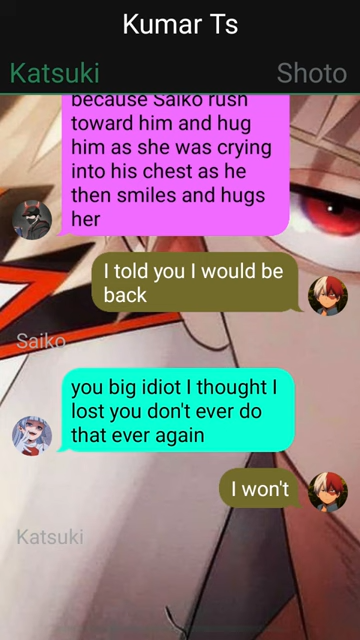 Kumar Ts
Katsuki
Shoto
because Saiko rush
toward him and hug
him as she was crying
into his chest as he
then smiles and hugs
her
I told you I would be
back
Saiko
you big idiot I thought I
lost you don't ever do
that ever again
I won't
Katsuki